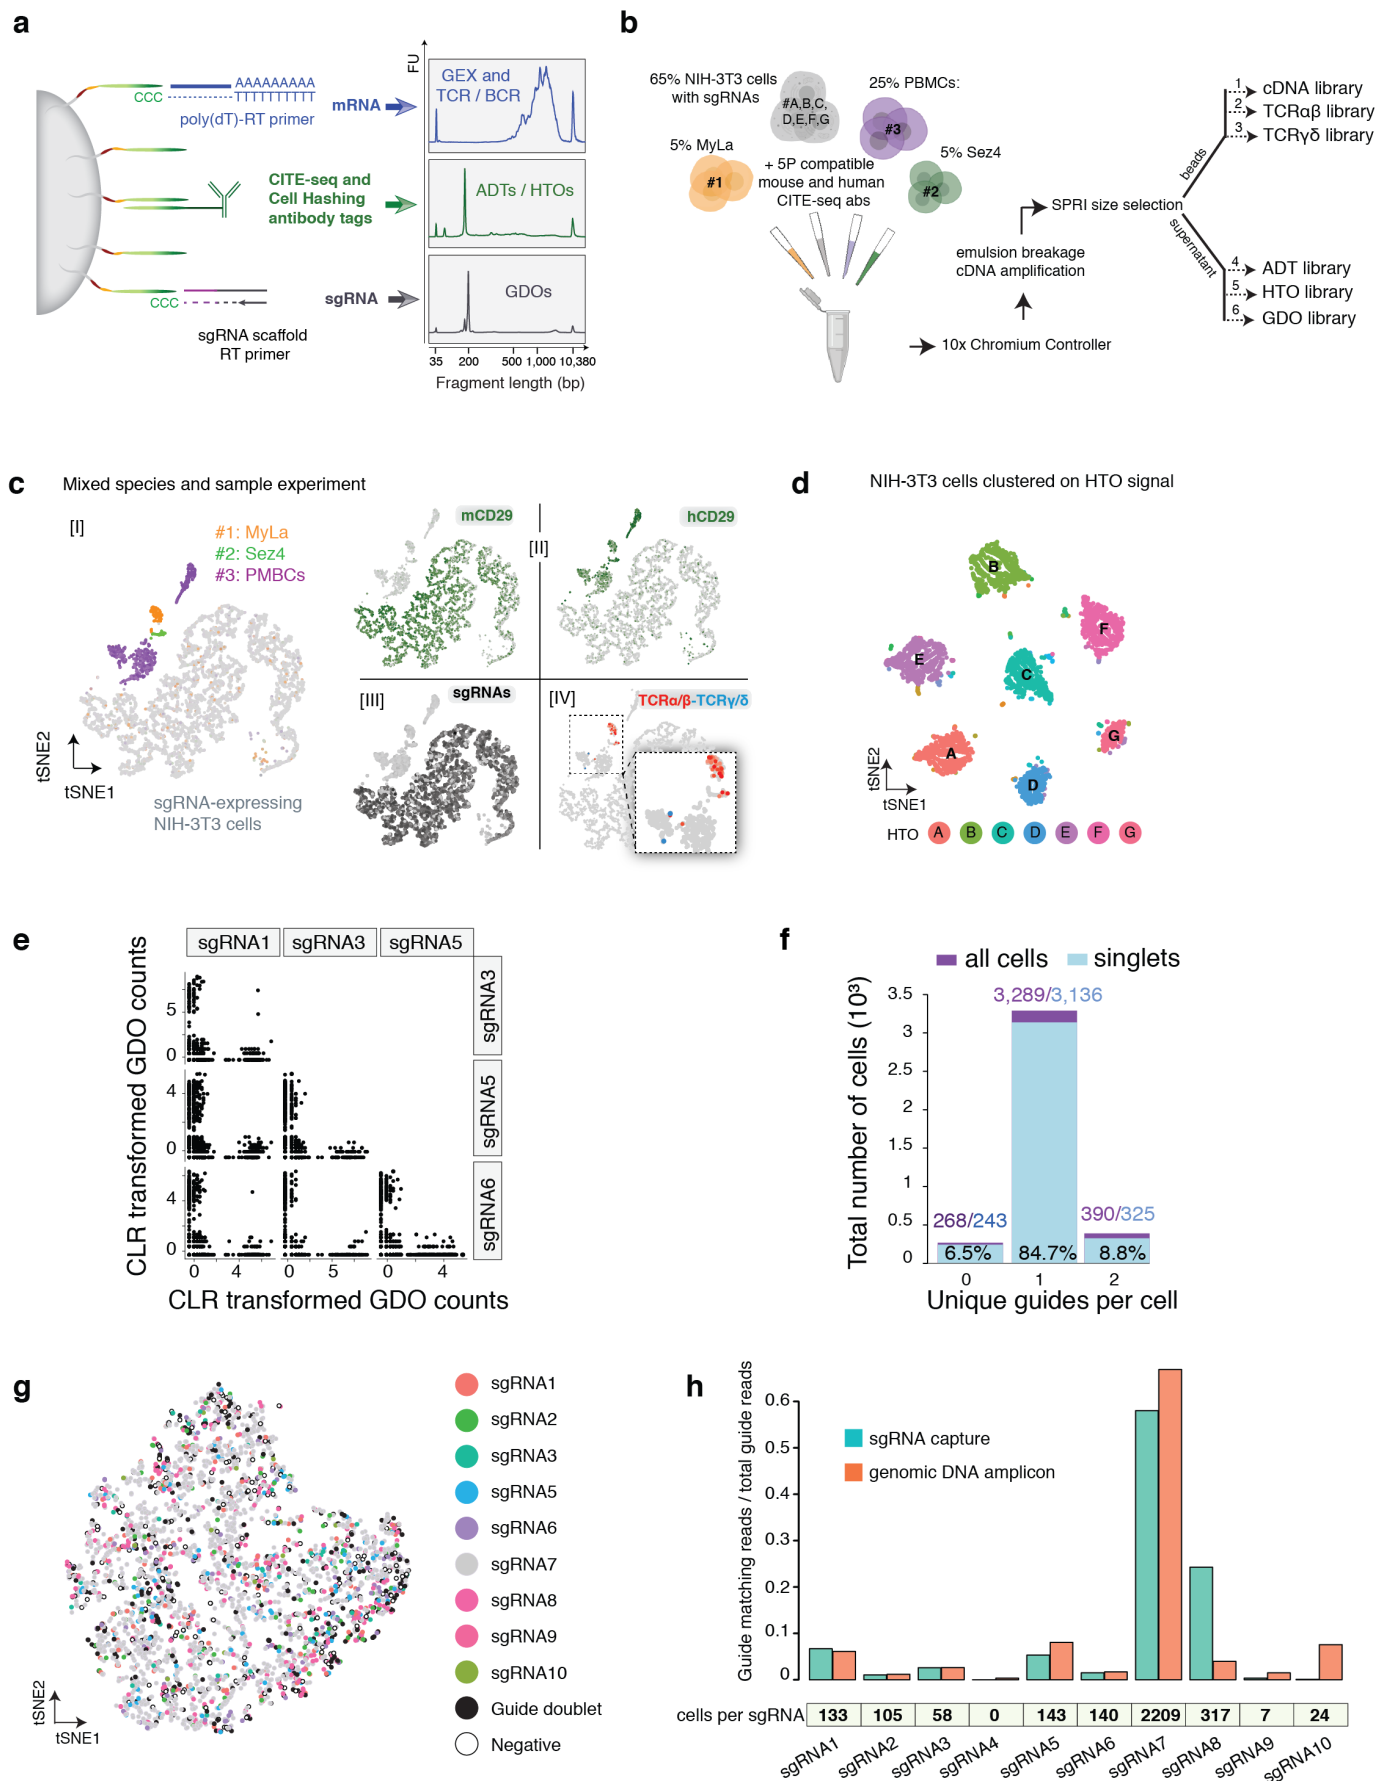 a
AAAAAAAAA
CCC
TTTTTTTTT
poly(dT)-RT primer
mRNA
CITE-seq and
Cell Hashing
antibody tags
CCC
sgRNA
sgRNA scaffold
RT primer
FU
GEX and
TCR / BCR
ADTs / HTOs
GDOs
35 200 500 1,000 10,380
Fragment length (bp)
b
65% NIH-3T3 cells
with sgRNAs
#A,B,C,
D,E,F,G
25% PBMCs:
#3
5% MyLa
#1
5% Sez4
#2
+ 5P compatible
mouse and human
CITE-seq abs
10x Chromium Controller
emulsion breakage
cDNA amplification
SPRI size selection
beads
supernatant
1 cDNA library
2 TCRαβ library
3 TCRγδ library
4 ADT library
5 HTO library
6 GDO library
c
Mixed species and sample experiment
[I]
#1: MyLa
#2: Sez4
#3: PMBCs
tSNE2
tSNE1
sgRNA-expressing
NIH-3T3 cells
mCD29
[II]
hCD29
[III]
sgRNAs
[IV]
TCRα/β-TCRγ/δ
d
NIH-3T3 cells clustered on HTO signal
B
F
E
C
G
A
D
tSNE2
tSNE1
HTO A B C D E F G
e
sgRNA1 sgRNA3 sgRNA5
sgRNA3
sgRNA5
sgRNA6
CLR transformed GDO counts
5
0
4
0
4
0
0 4 0 5 0 4
CLR transformed GDO counts
f
all cells singlets
Total number of cells (10³)
3.5
3
2.5
2
1.5
1
0.5
0
3,289/3,136
268/243
390/325
6.5% 84.7% 8.8%
0 1 2
Unique guides per cell
g
tSNE2
tSNE1
sgRNA1
sgRNA2
sgRNA3
sgRNA5
sgRNA6
sgRNA7
sgRNA8
sgRNA9
sgRNA10
Guide doublet
Negative
h
Guide matching reads / total guide reads
0.6
0.5
0.4
0.3
0.2
0.1
0
sgRNA capture
genomic DNA amplicon
cells per sgRNA 133 105 58 0 143 140 2209 317 7 24
sgRNA1 sgRNA2 sgRNA3 sgRNA4 sgRNA5 sgRNA6 sgRNA7 sgRNA8 sgRNA9 sgRNA10